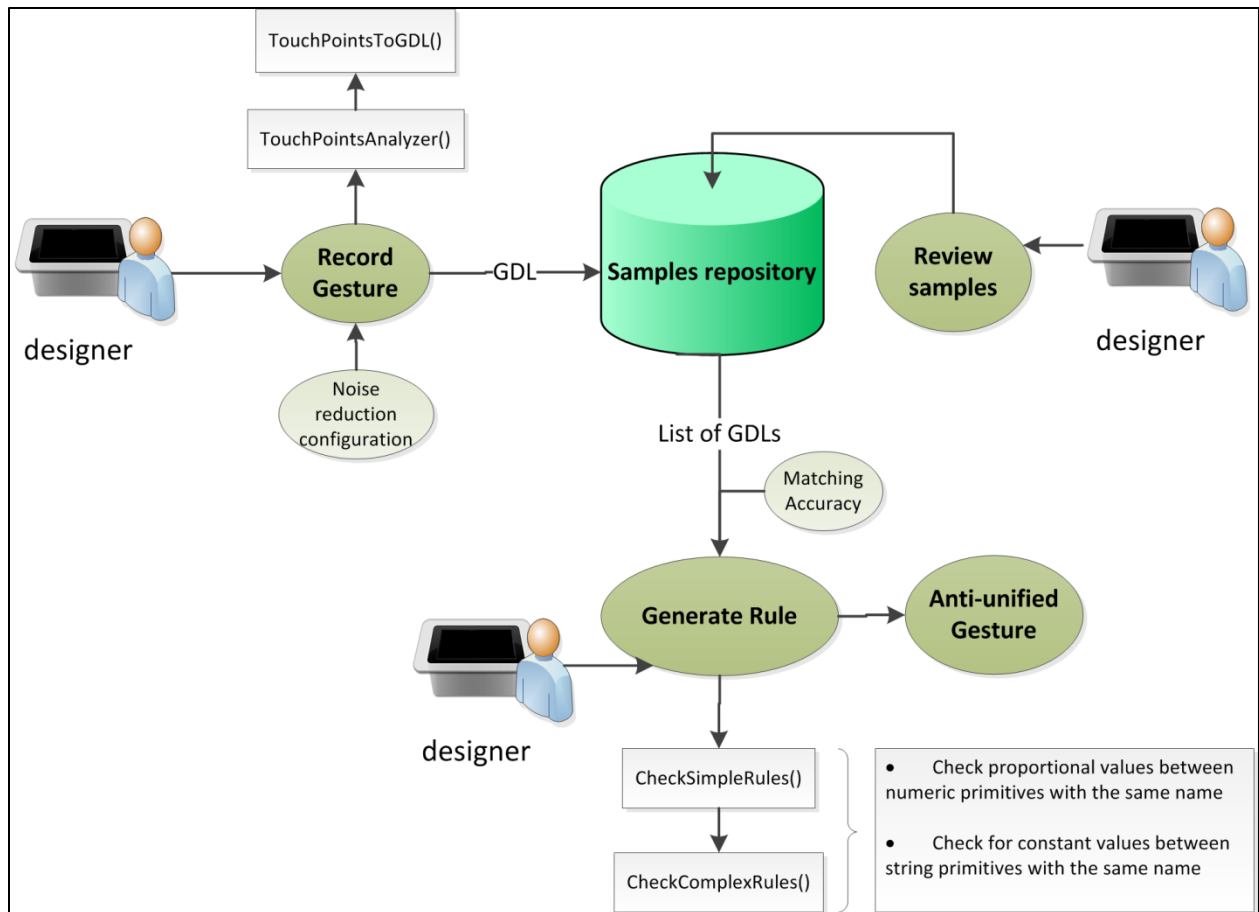 TouchPointsToGDL()
TouchPointsAnalyzer()
Record
Gesture
GDL
Samples repository
Review
samples
designer
designer
Noise
reduction
configuration
List of GDLs
Matching
Accuracy
Generate Rule
Anti-unified
Gesture
designer
CheckSimpleRules()
CheckComplexRules()
• Check proportional values between
numeric primitives with the same name
• Check for constant values between
string primitives with the same name